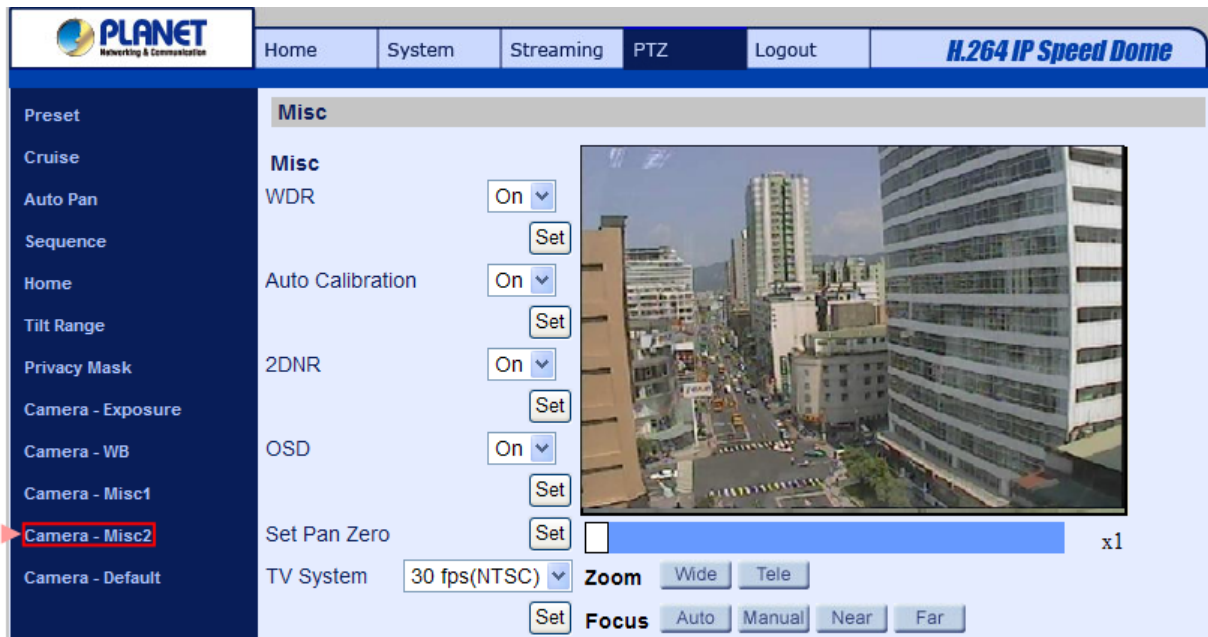 PLANET
Networking & Communication
Home System Streaming PTZ Logout H.264 IP Speed Dome
Preset
Cruise
Auto Pan
Sequence
Home
Tilt Range
Privacy Mask
Camera - Exposure
Camera - WB
Camera - Misc1
Camera - Misc2
Camera - Default
Misc
Misc
WDR On
Set
Auto Calibration On
Set
2DNR On
Set
OSD On
Set
Set Pan Zero Set
x1
TV System 30 fps(NTSC)
Set
Zoom Wide Tele
Focus Auto Manual Near Far